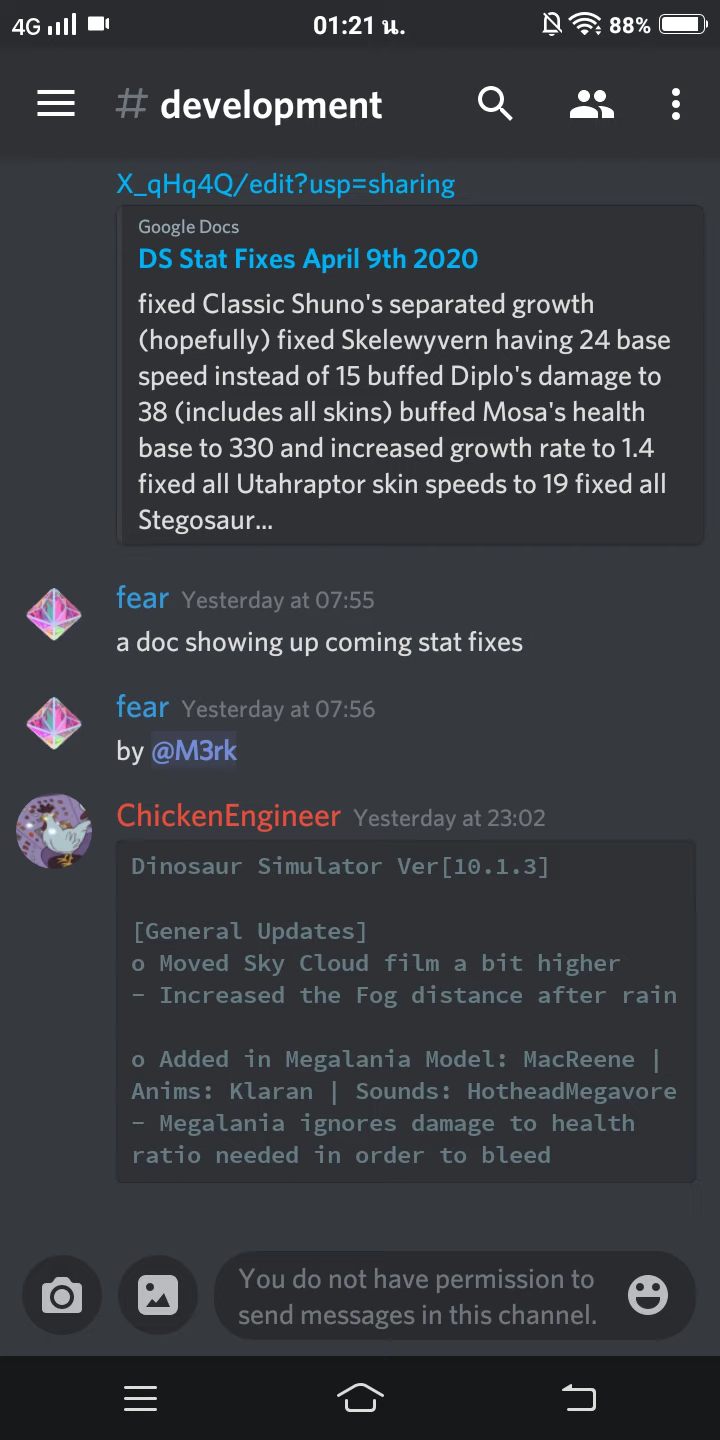 4G 01:21 น. 88%
# development
X_qHq4Q/edit?usp=sharing
Google Docs
DS Stat Fixes April 9th 2020
fixed Classic Shuno's separated growth
(hopefully) fixed Skelewyvern having 24 base
speed instead of 15 buffed Diplo's damage to
38 (includes all skins) buffed Mosa's health
base to 330 and increased growth rate to 1.4
fixed all Utahraptor skin speeds to 19 fixed all
Stegosaur...
fear Yesterday at 07:55
a doc showing up coming stat fixes
fear Yesterday at 07:56
by @M3rk
ChickenEngineer Yesterday at 23:02
Dinosaur Simulator Ver[10.1.3]
[General Updates]
o Moved Sky Cloud film a bit higher
- Increased the Fog distance after rain
o Added in Megalania Model: MacReene |
Anims: Klaran | Sounds: HotheadMegavore
- Megalania ignores damage to health
ratio needed in order to bleed
You do not have permission to
send messages in this channel.